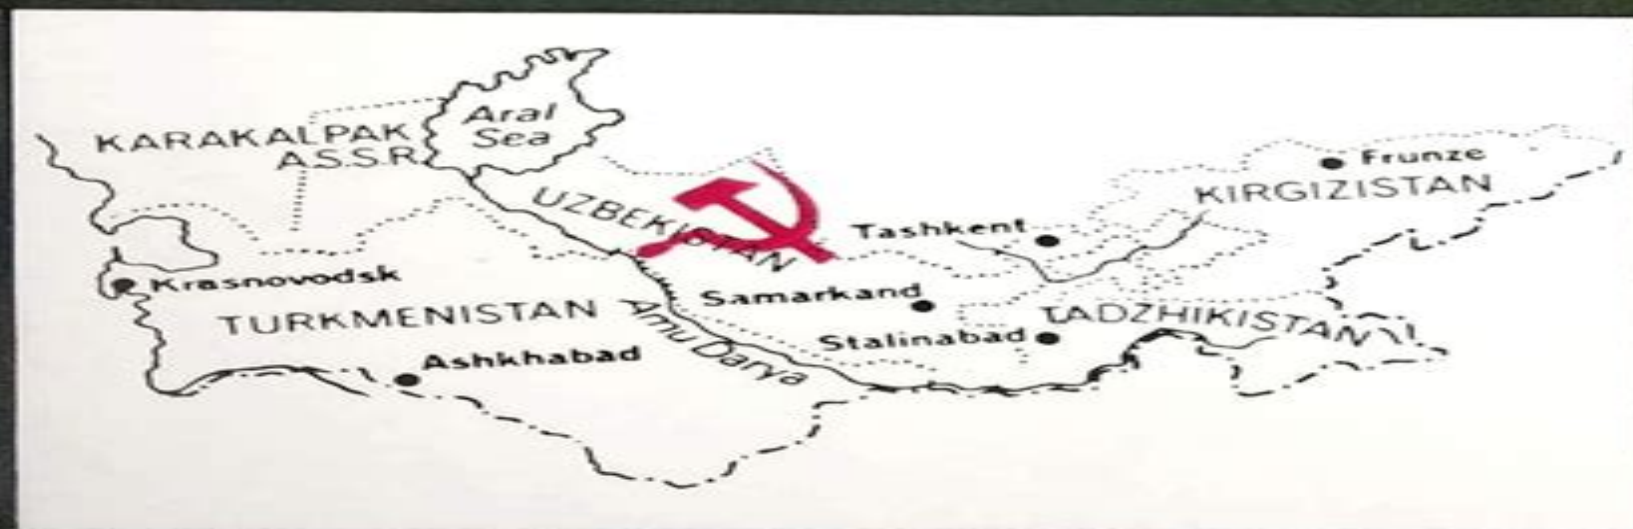 Aral
Sea
KARAKALPAK
A.S.S.R.
Frunze
KIRGIZISTAN
UZBEKISTAN
Tashkent
Krasnovodsk
Samarkand
TURKMENISTAN
Amu Darya
TADZHIKISTAN
Stalinabad
Ashkhabad